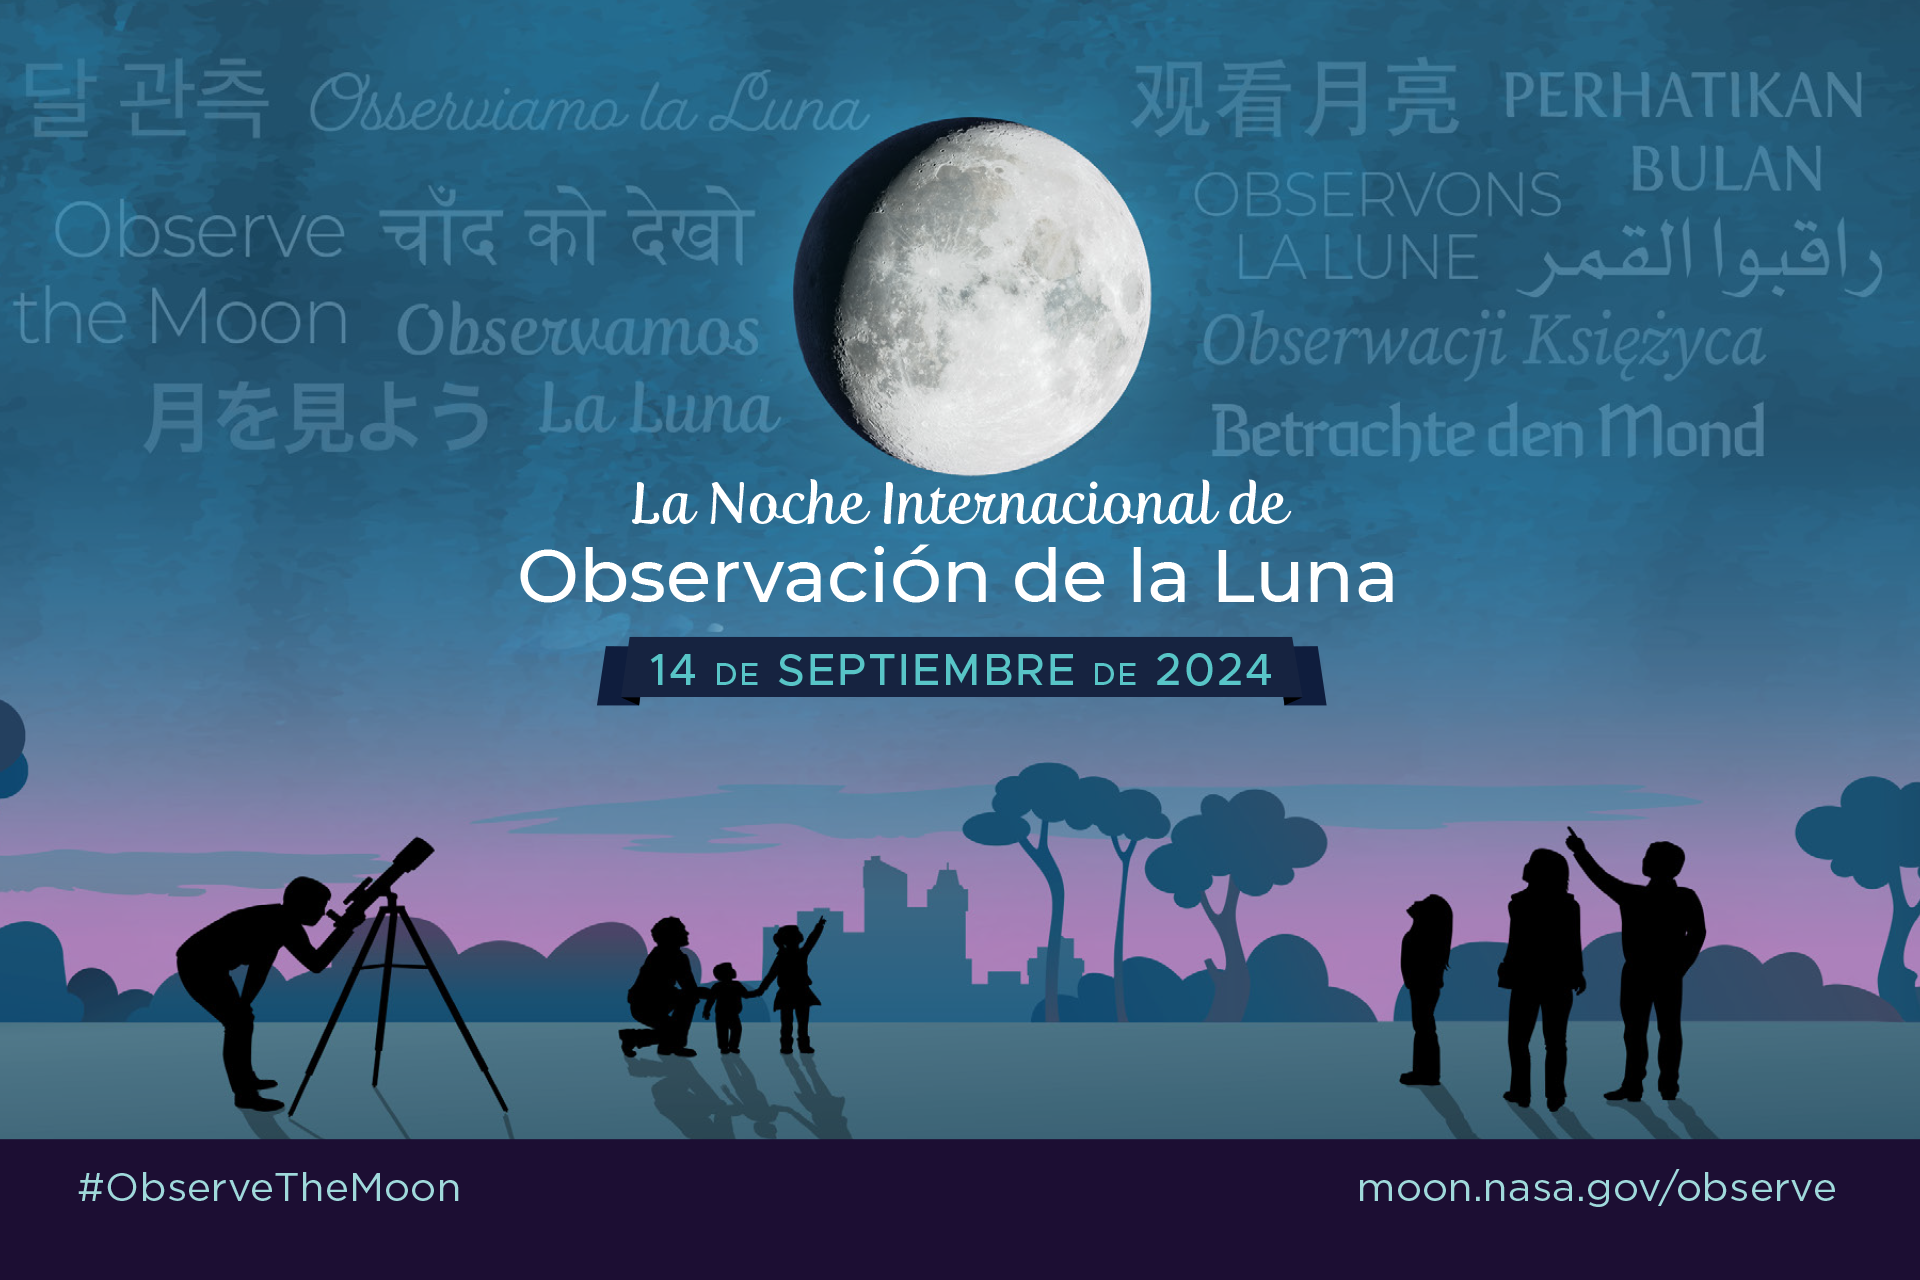 달 관측
Osserviamo la Luna
Observe
the Moon
चाँद को देखो
Observamos
La Luna
月を見よう
观看月亮
PERHATIKAN
BULAN
OBSERVONS
LA LUNE
راقبوا القمر
Obserwacji Księżyca
Betrachte den Mond
La Noche Internacional de
Observación de la Luna
14 DE SEPTIEMBRE DE 2024
#ObserveTheMoon
moon.nasa.gov/observe